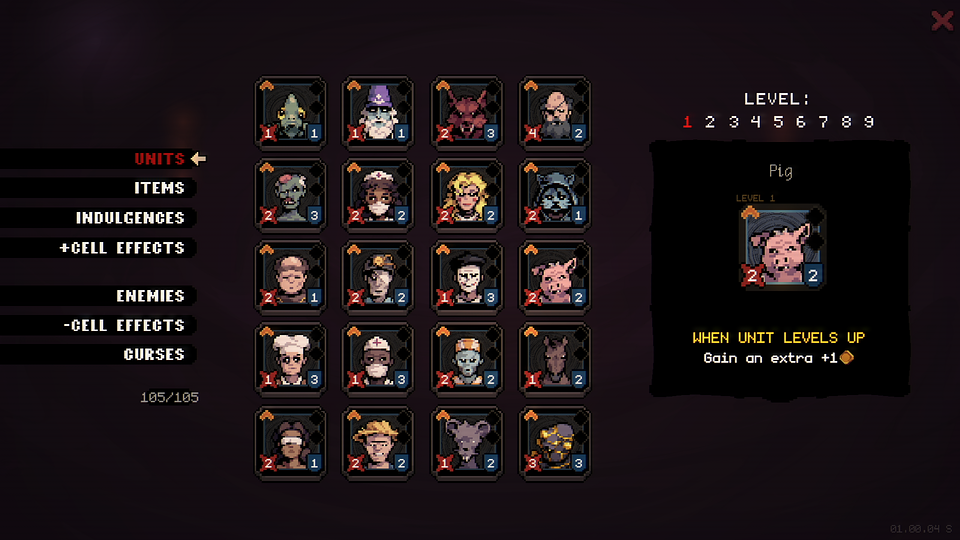 LEVEL:
1 2 3 4 5 6 7 8 9
UNITS
ITEMS
INDULGENCES
+CELL EFFECTS
ENEMIES
-CELL EFFECTS
CURSES
105/105
1 1 1 1 2 3 4 2
2 3 2 2 2 2 2 1
2 1 2 2 1 3 2 2
1 3 1 3 2 2 1 2
2 1 2 2 1 2 3 3
Pig
LEVEL 1
2 2
WHEN UNIT LEVELS UP
Gain an extra +1
01.00.04 S